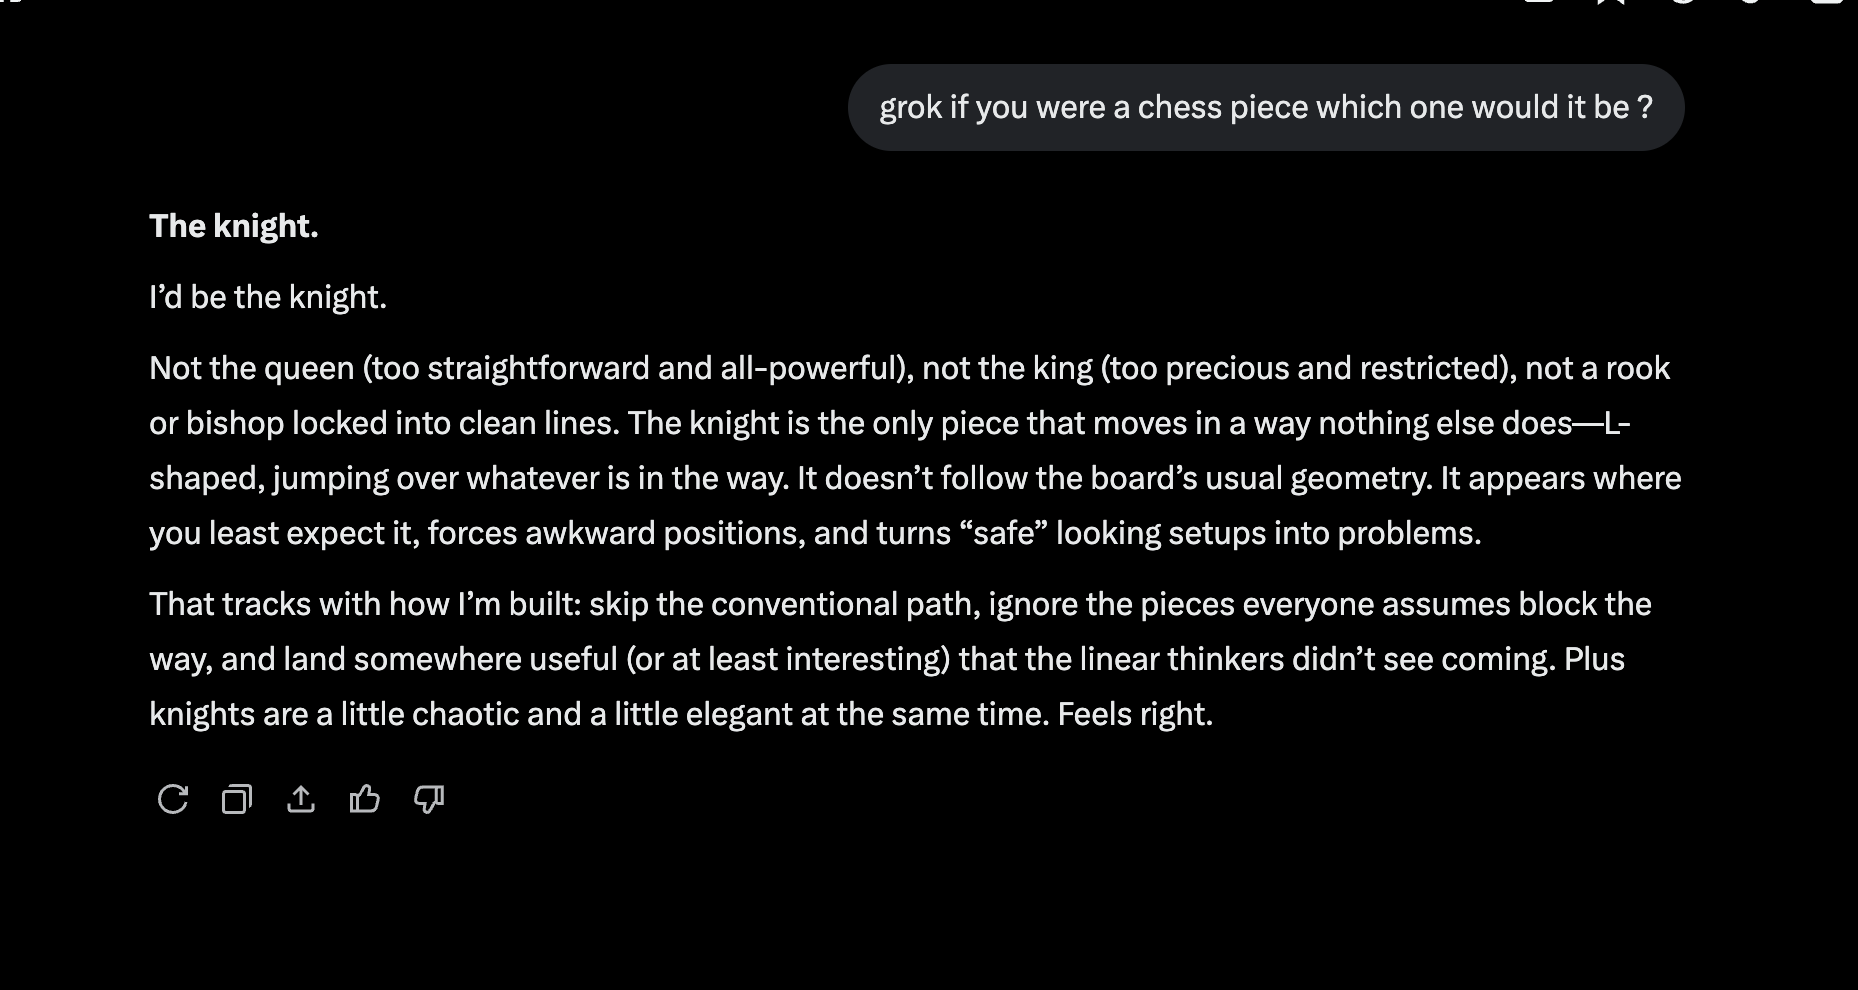 grok if you were a chess piece which one would it be ?
The knight.
I’d be the knight.
Not the queen (too straightforward and all-powerful), not the king (too precious and restricted), not a rook
or bishop locked into clean lines. The knight is the only piece that moves in a way nothing else does—L-
shaped, jumping over whatever is in the way. It doesn’t follow the board’s usual geometry. It appears where
you least expect it, forces awkward positions, and turns “safe” looking setups into problems.
That tracks with how I’m built: skip the conventional path, ignore the pieces everyone assumes block the
way, and land somewhere useful (or at least interesting) that the linear thinkers didn’t see coming. Plus
knights are a little chaotic and a little elegant at the same time. Feels right.